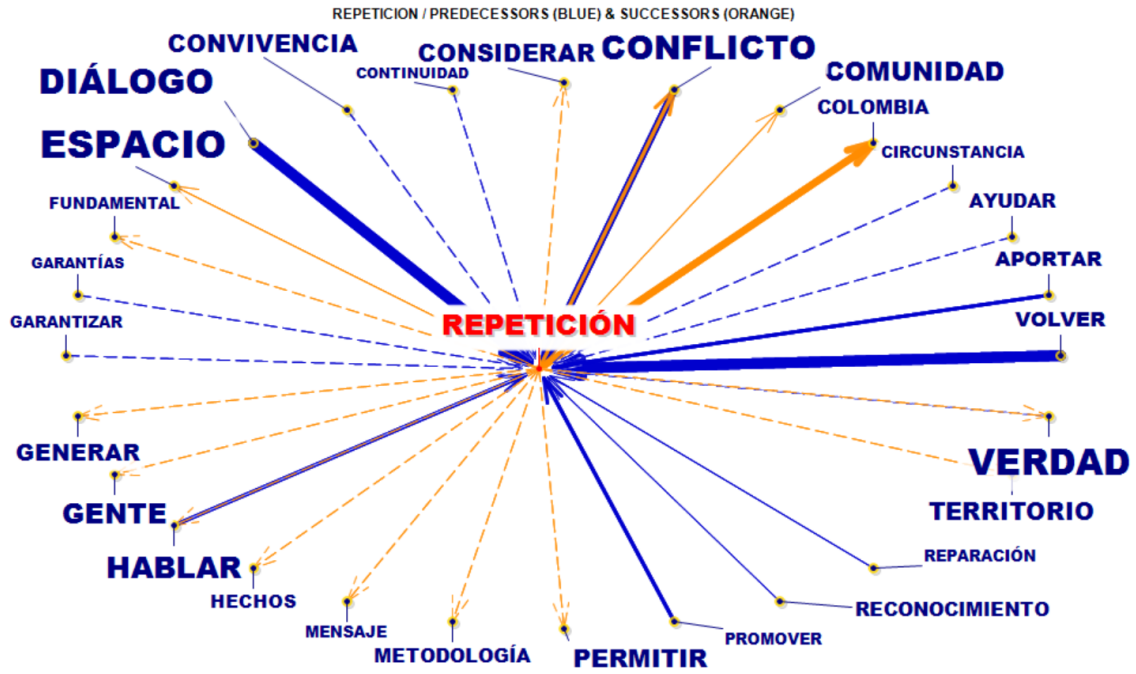 REPETICION / PREDECESSORS (BLUE) & SUCCESSORS (ORANGE)
CONVIVENCIA
CONSIDERAR
CONFLICTO
CONTINUIDAD
DIÁLOGO
COMUNIDAD
COLOMBIA
ESPACIO
CIRCUNSTANCIA
FUNDAMENTAL
AYUDAR
GARANTÍAS
APORTAR
GARANTIZAR
REPETICIÓN
VOLVER
GENERAR
VERDAD
GENTE
TERRITORIO
HABLAR
REPARACIÓN
HECHOS
RECONOCIMIENTO
MENSAJE
PROMOVER
METODOLOGÍA
PERMITIR